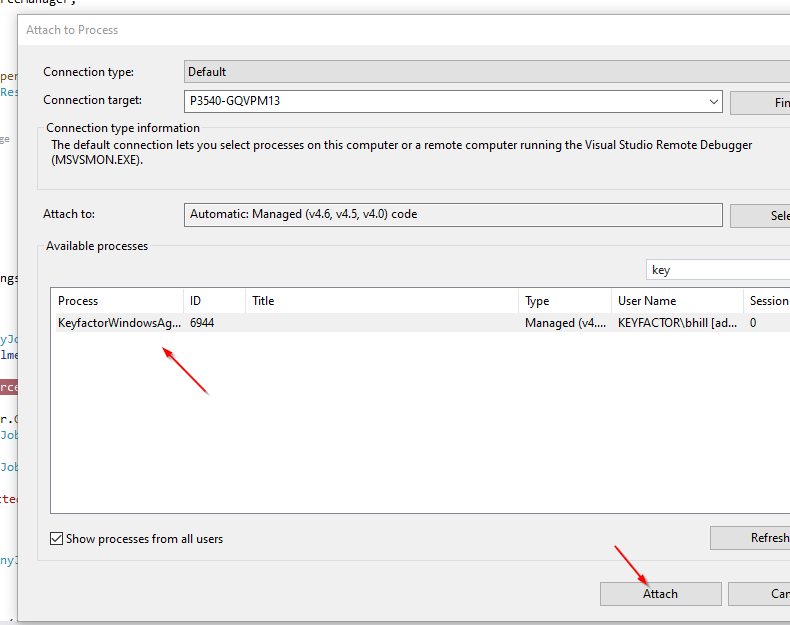 Attach to Process
Connection type:
Default
Connection target:
P3540-GQVPM13
Connection type information
The default connection lets you select processes on this computer or a remote computer running the Visual Studio Remote Debugger
(MSVSMON.EXE).
Attach to:
Automatic: Managed (v4.6, v4.5, v4.0) code
Available processes
key
Process ID Title Type User Name Session
KeyfactorWindowsAg... 6944 Managed (v4.... KEYFACTOR\bhill [ad... 0
Show processes from all users
Refresh
Attach